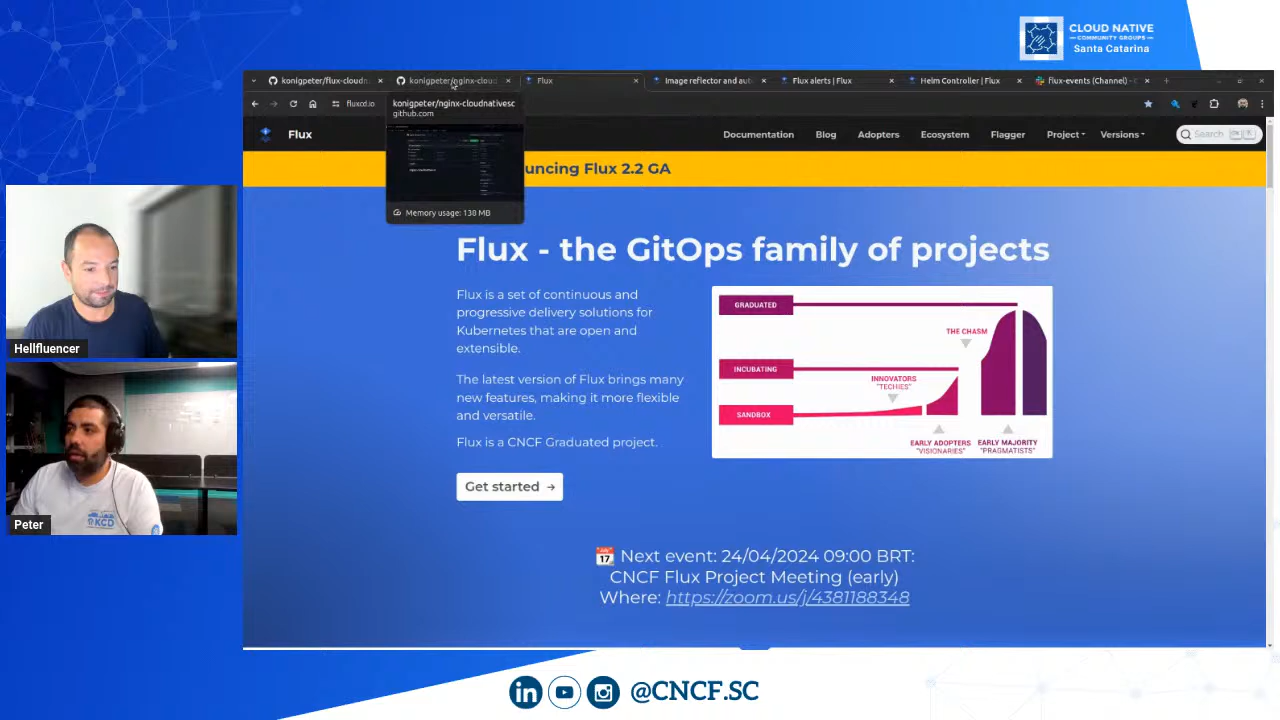 CLOUD NATIVE
COMMUNITY GROUPS
Santa Catarina
konigpeter/flux-cloudn
konigpeter/nginx-cloud
Flux
Image reflector and aut
Flux alerts | Flux
Helm Controller | Flux
flux-events (Channel) -
fluxcd.io
konigpeter/nginx-cloudnativesc
github.com
Memory usage: 138 MB
Flux
Documentation
Blog
Adopters
Ecosystem
Flagger
Project
Versions
Search
uncing Flux 2.2 GA
Flux - the GitOps family of projects
Flux is a set of continuous and
progressive delivery solutions for
Kubernetes that are open and
extensible.
The latest version of Flux brings many
new features, making it more flexible
and versatile.
Flux is a CNCF Graduated project.
Get started →
GRADUATED
THE CHASM
INCUBATING
INNOVATORS
"TECHIES"
SANDBOX
EARLY ADOPTERS
"VISIONARIES"
EARLY MAJORITY
"PRAGMATISTS"
Next event: 24/04/2024 09:00 BRT:
CNCF Flux Project Meeting (early)
Where: https://zoom.us/j/4381188348
Hellfluencer
KCD
Peter
@CNCF.SC